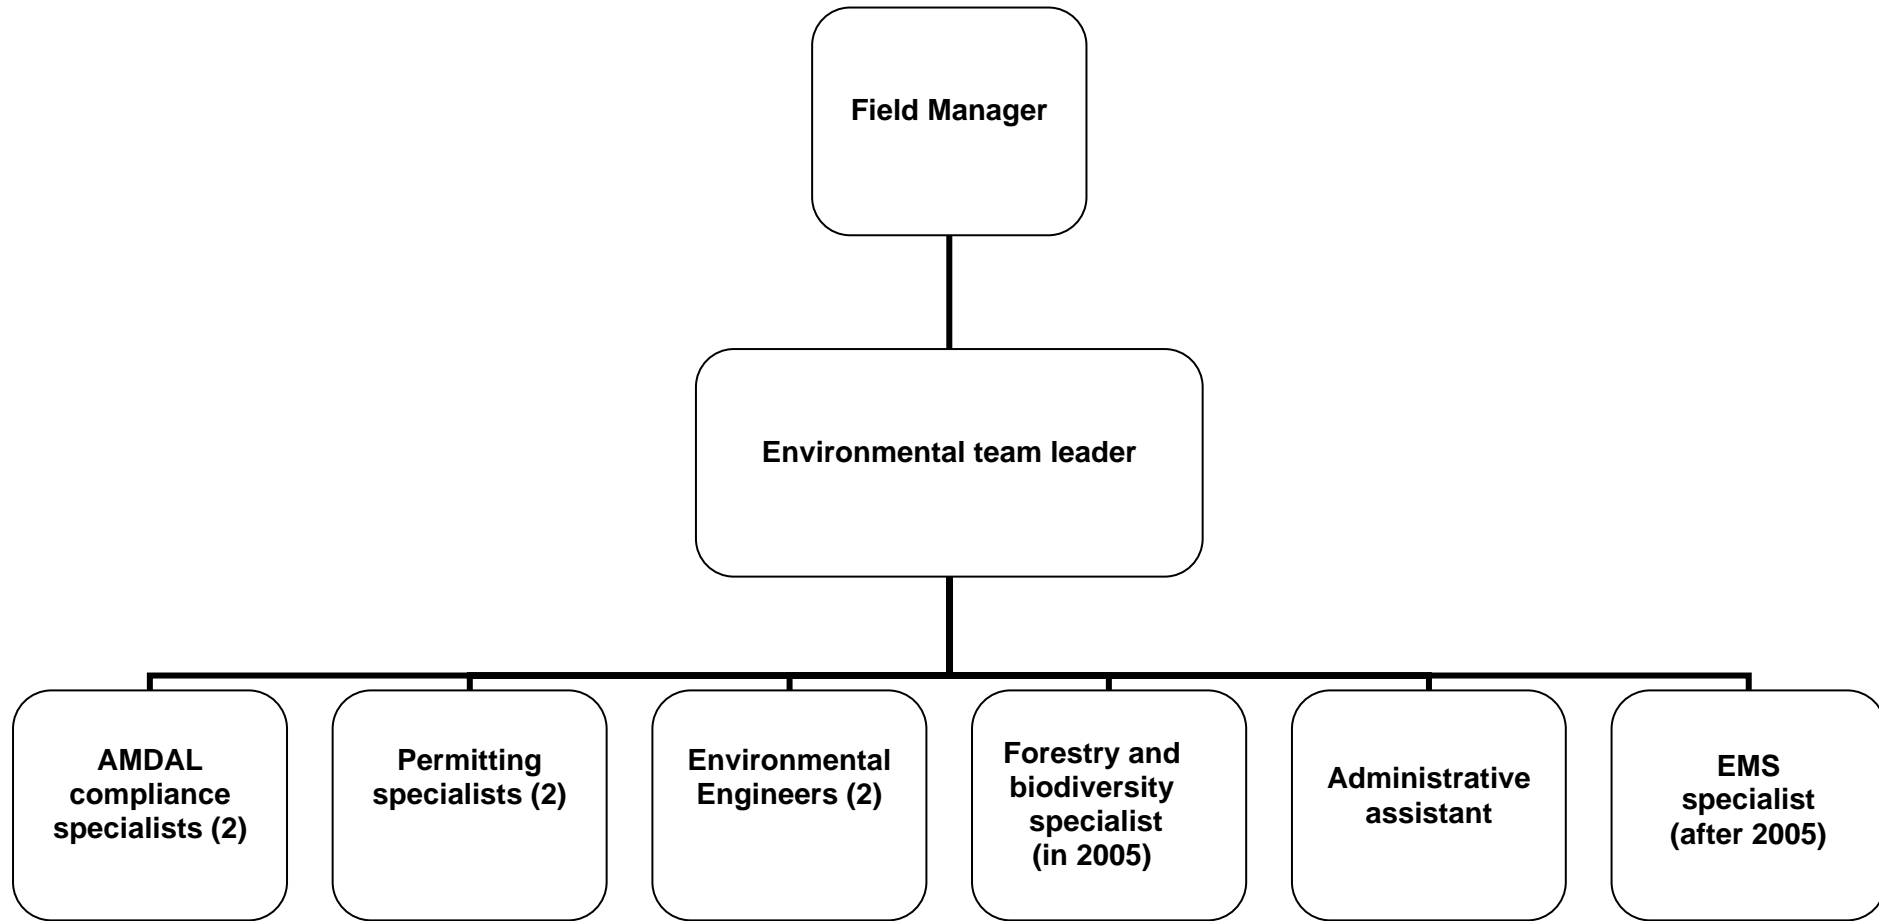 Field Manager
Environmental team leader
AMDAL
compliance
specialists (2)
Permitting
specialists (2)
Environmental
Engineers (2)
Forestry and
biodiversity
specialist
(in 2005)
Administrative
assistant
EMS
specialist
(after 2005)